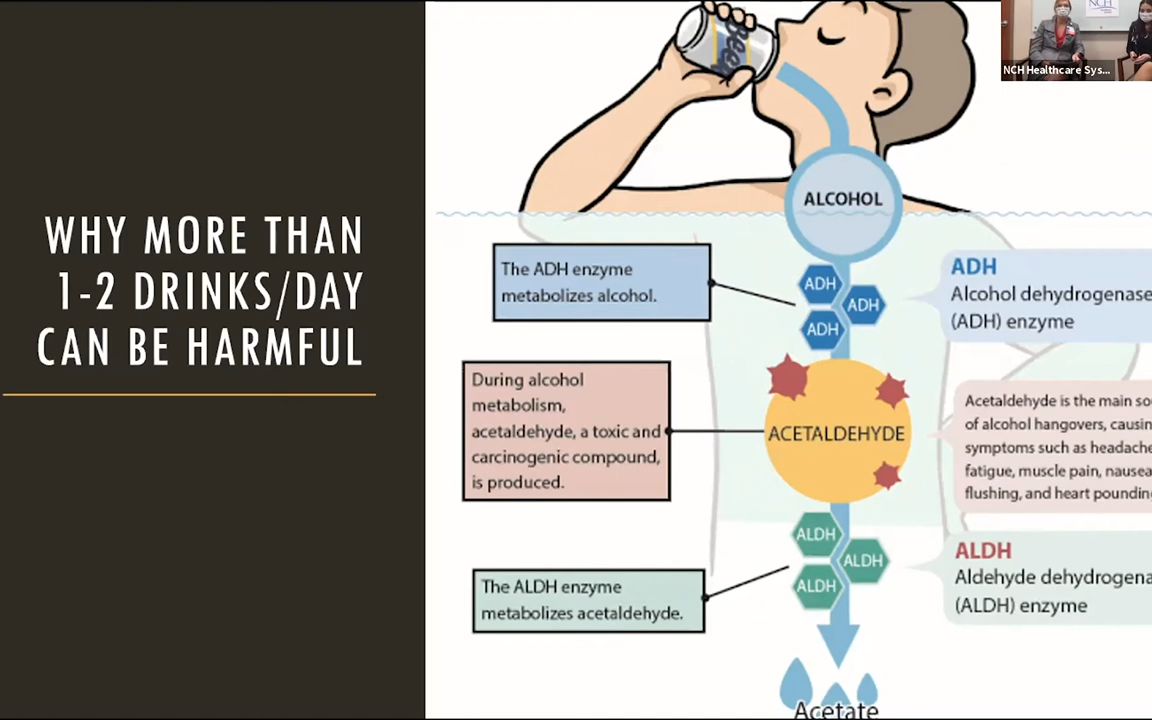 WHY MORE THAN
1-2 DRINKS/DAY
CAN BE HARMFUL
Beer
NCH
NCH Healthcare Sys...
ALCOHOL
The ADH enzyme
metabolizes alcohol.
ADH
ADH
ADH
ADH
Alcohol dehydrogenase
(ADH) enzyme
During alcohol
metabolism,
acetaldehyde, a toxic and
carcinogenic compound,
is produced.
ACETALDEHYDE
Acetaldehyde is the main so
of alcohol hangovers, causin
symptoms such as headache
fatigue, muscle pain, nausea
flushing, and heart pounding
ALDH
ALDH
ALDH
The ALDH enzyme
metabolizes acetaldehyde.
ALDH
Aldehyde dehydrogena
(ALDH) enzyme
Acetate